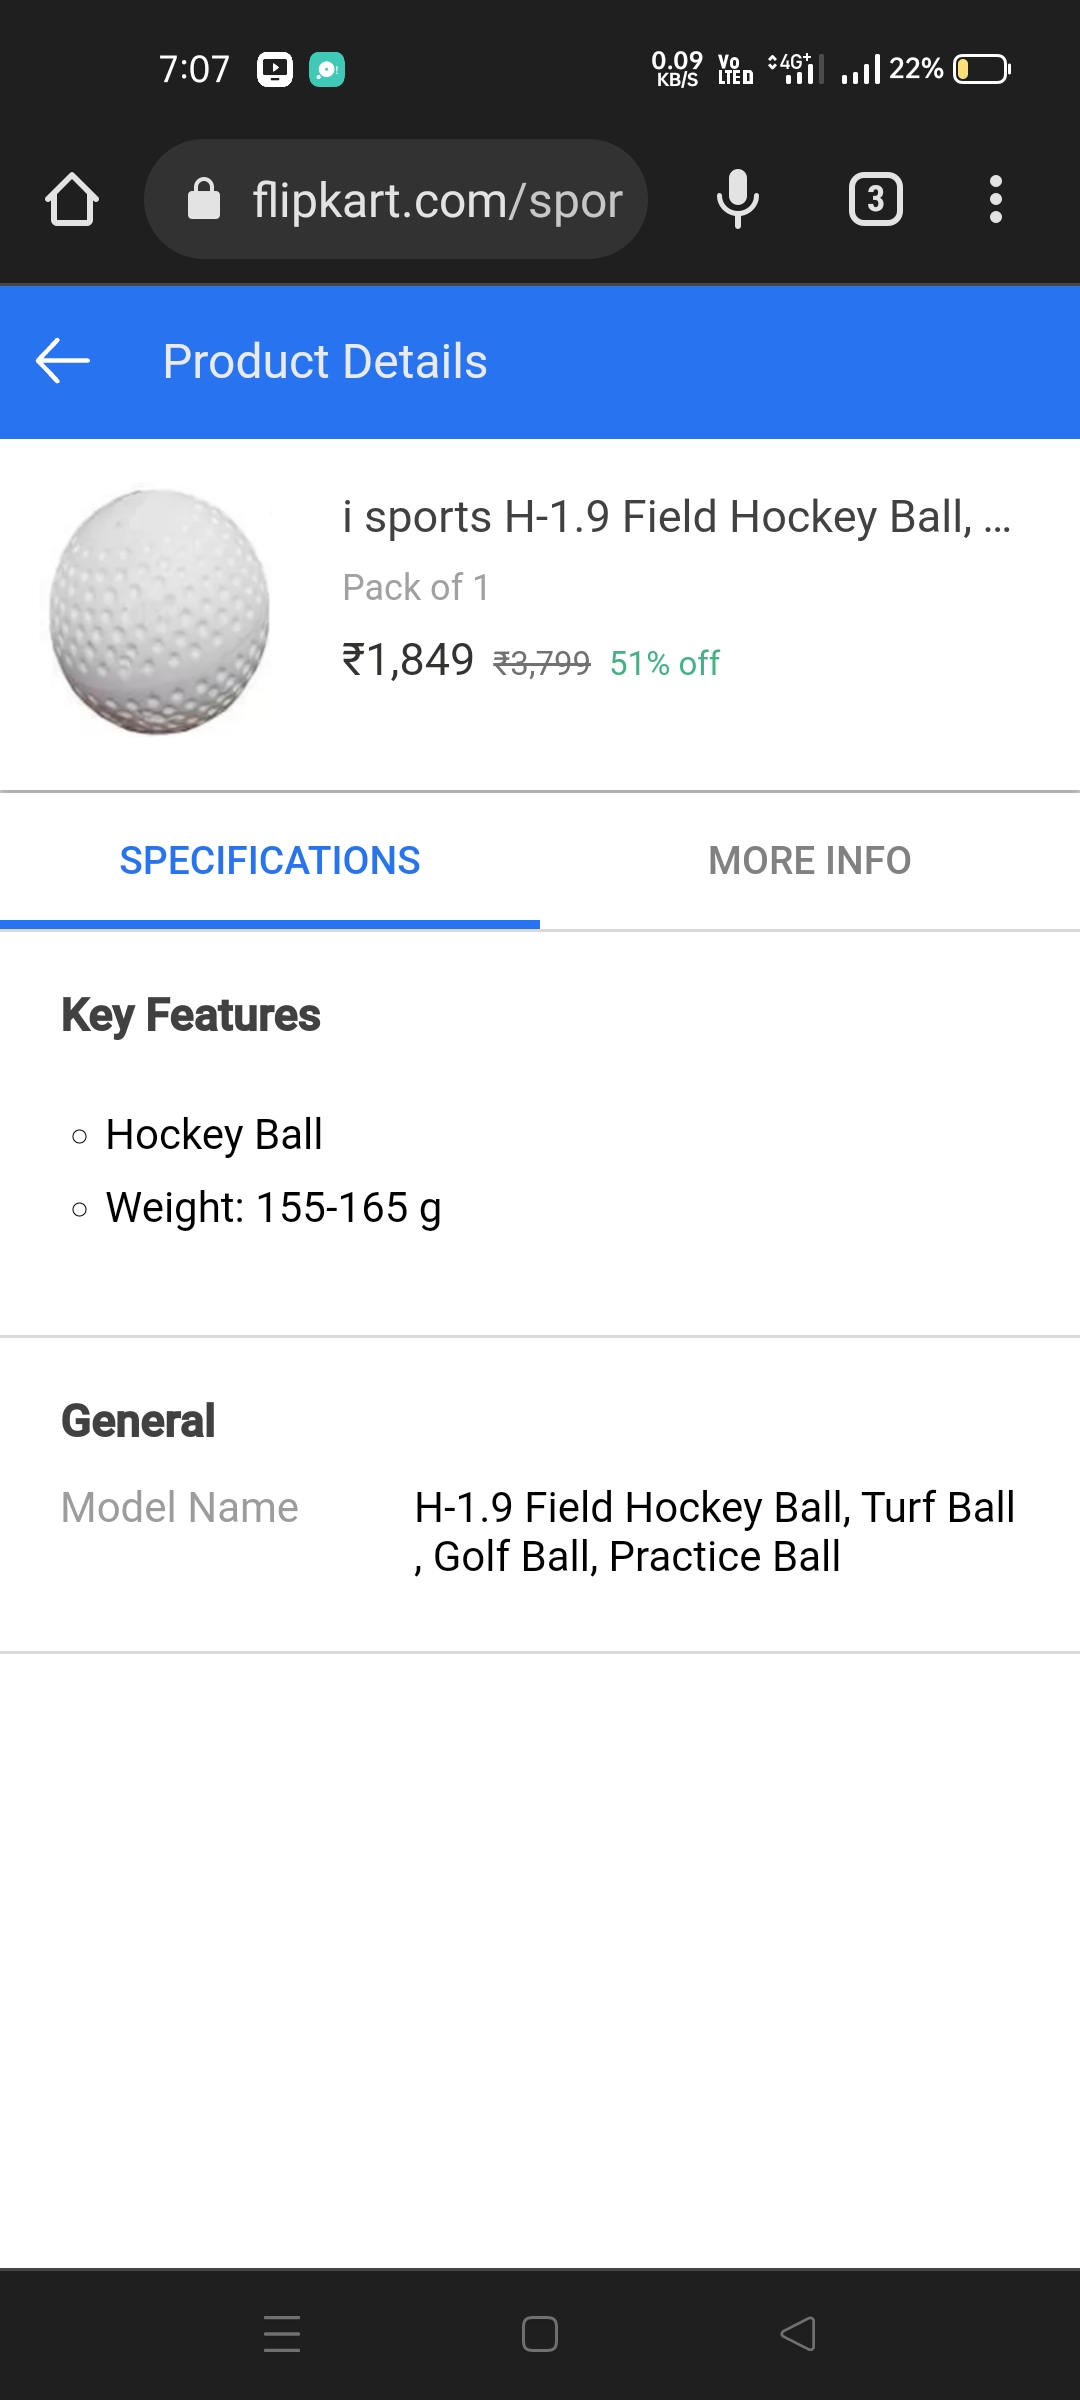 7:07
0.09 KB/S Vo LTE 4G+ 22%
flipkart.com/spor
3
Product Details
i sports H-1.9 Field Hockey Ball, ...
Pack of 1
₹1,849 ₹3,799 51% off
SPECIFICATIONS MORE INFO
Key Features
Hockey Ball
Weight: 155-165 g
General
Model Name H-1.9 Field Hockey Ball, Turf Ball
, Golf Ball, Practice Ball